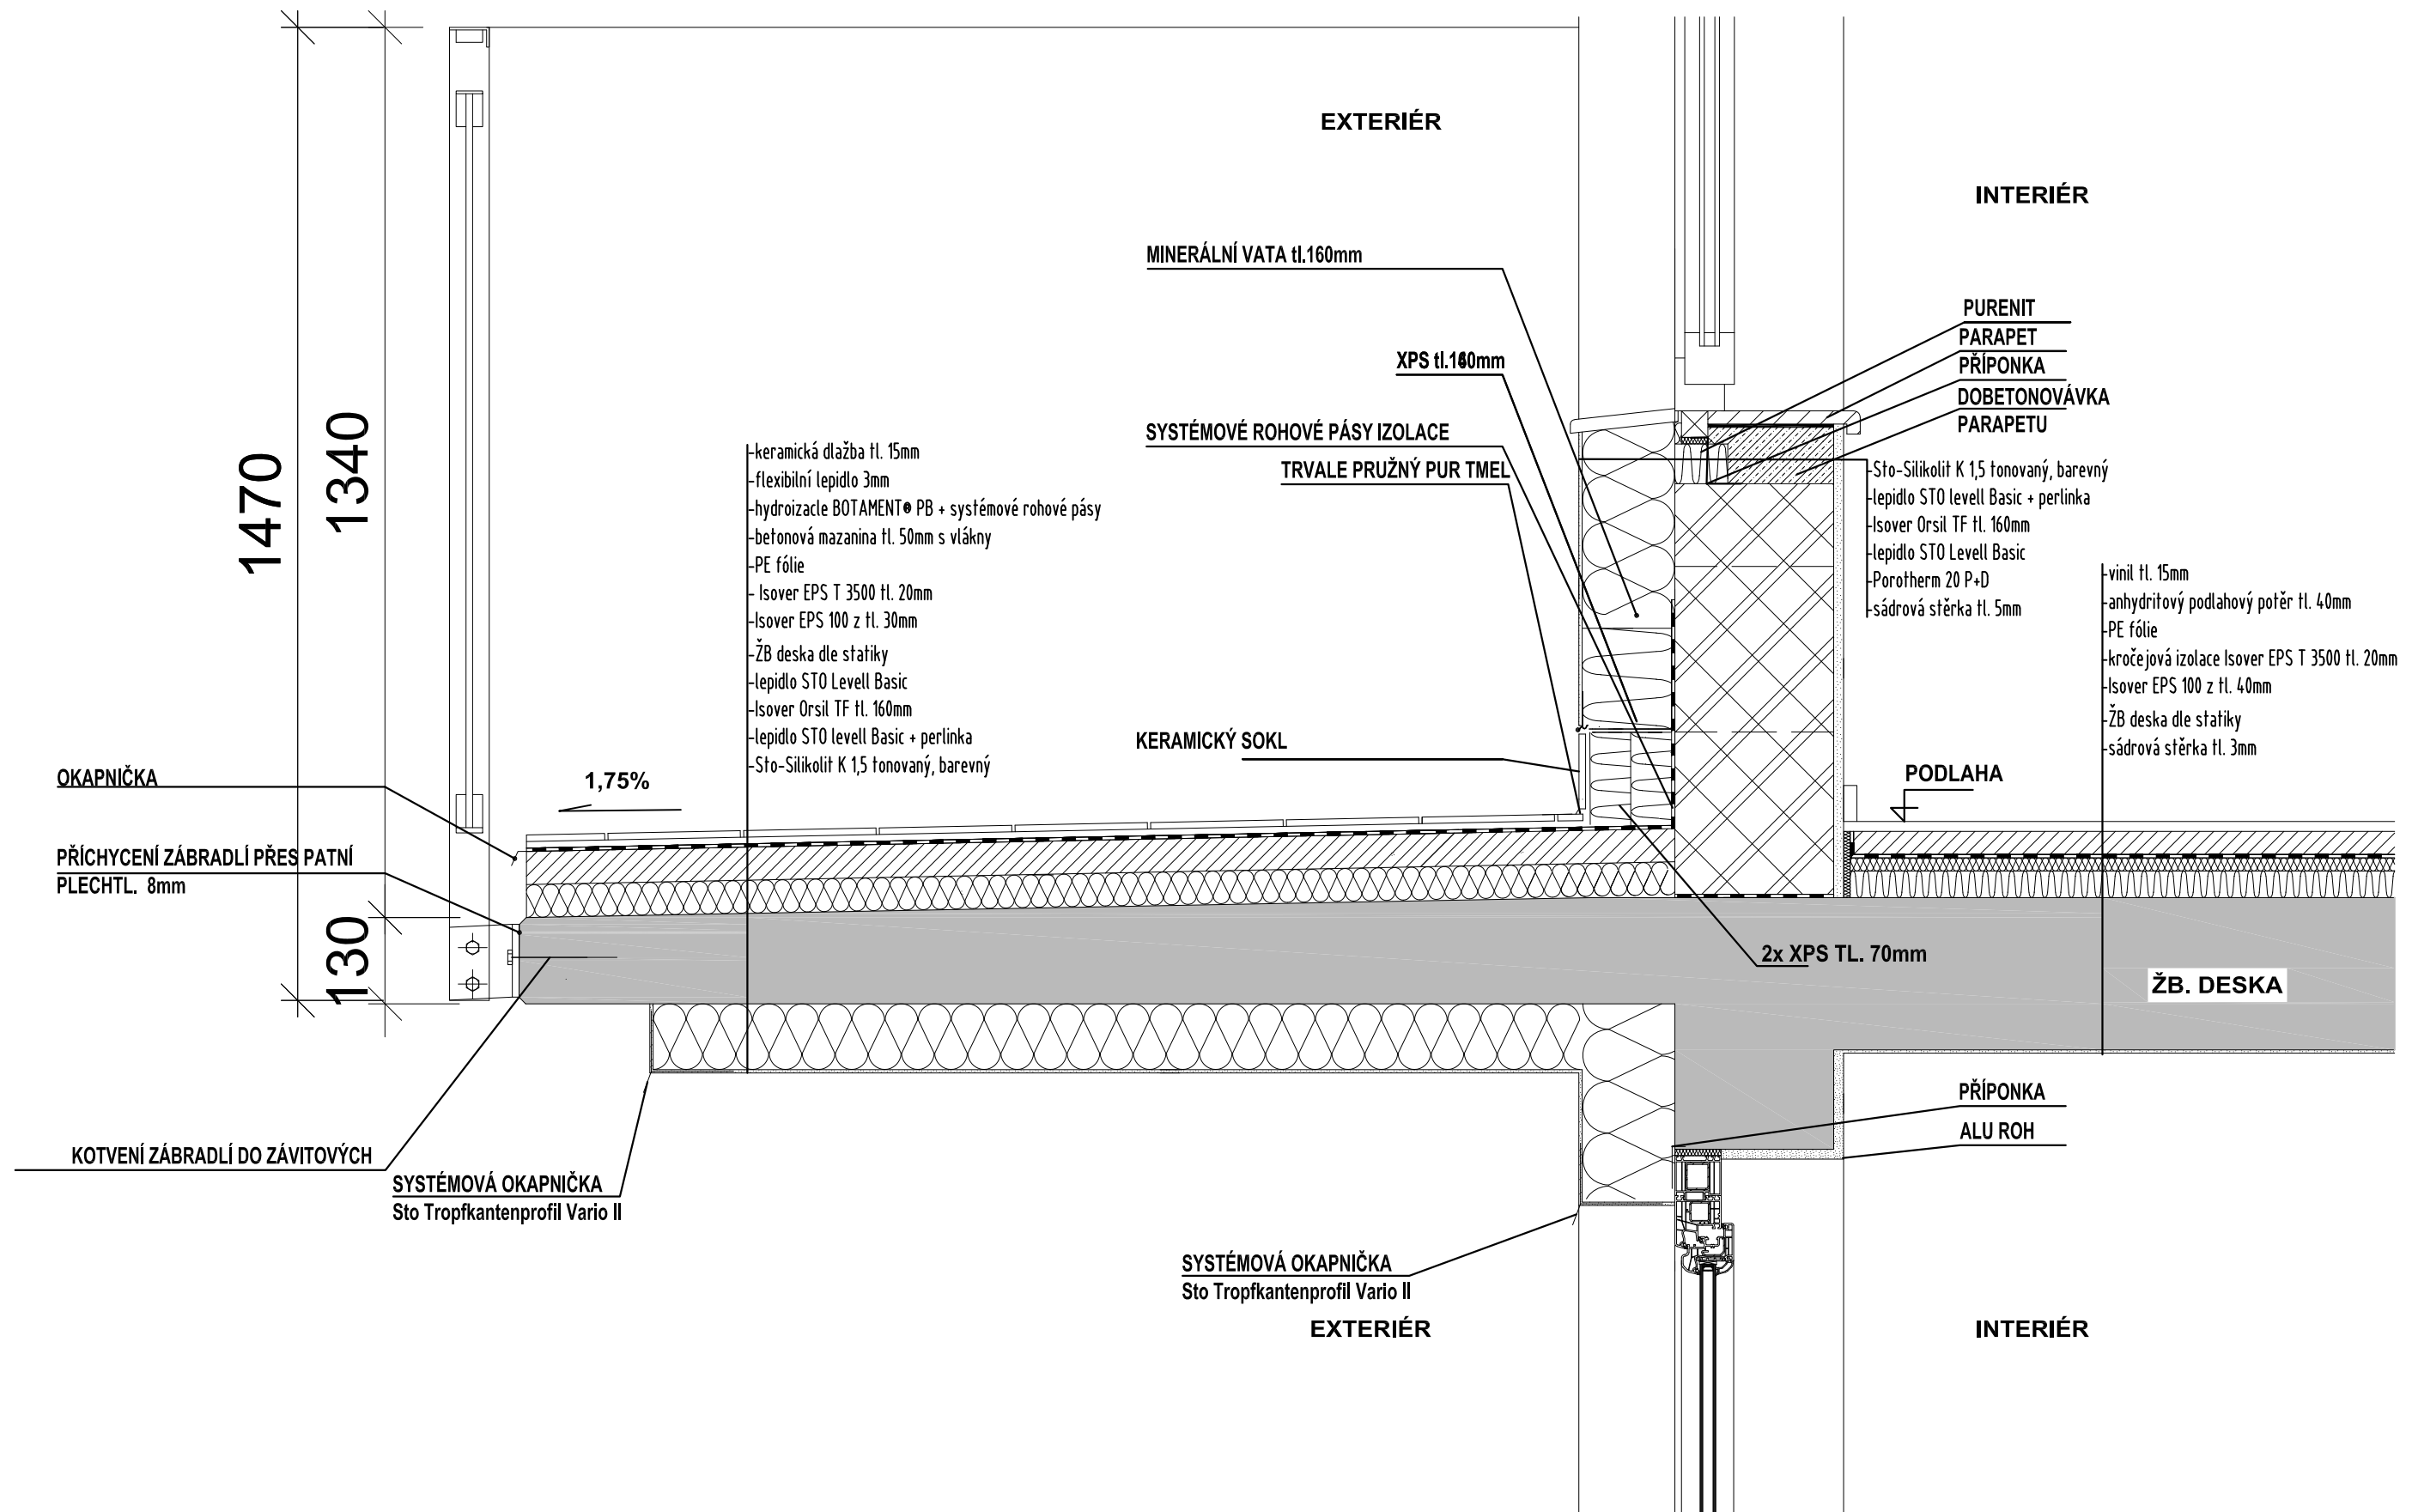 EXTERIÉR
INTERIÉR
1470
1340
130
MINERÁLNÍ VATA tl.160mm
SYSTÉMOVÉ ROHOVÉ PÁSY IZOLACE
TRVALE PRUŽNÝ PUR TMEL
PURENIT
PARAPET
PŘÍPONKA
DOBETONOVÁVKA
PARAPETU
-keramická dlažba tl. 15mm
-flexibilní lepidlo 3mm
-hydroizacle BOTAMENT® PB + systémové rohové pásy
-betonová mazanina tl. 50mm s vlákny
-PE fólie
- Isover EPS T 3500 tl. 20mm
-Isover EPS 100 z tl. 30mm
-ŽB deska dle statiky
-lepidlo STO Levell Basic
-Isover Orsil TF tl. 160mm
-lepidlo STO levell Basic + perlinka
-Sto-Silikolit K 1,5 tonovaný, barevný
-Sto-Silikolit K 1,5 tonovaný, barevný
-lepidlo STO levell Basic + perlinka
-Isover Orsil TF tl. 160mm
-lepidlo STO Levell Basic
-Porotherm 20 P+D
-sádrová stěrka tl. 5mm
-vinil tl. 15mm
-anhydritový podlahový potěr tl. 40mm
-PE fólie
-kročejová izolace Isover EPS T 3500 tl. 20mm
-Isover EPS 100 z tl. 40mm
-ŽB deska dle statiky
-sádrová stěrka tl. 3mm
KERAMICKÝ SOKL
PODLAHA
OKAPNIČKA
1,75%
PŘÍCHYCENÍ ZÁBRADLÍ PŘES PATNÍ
PLECHTL. 8mm
2x XPS TL. 70mm
ŽB. DESKA
PŘÍPONKA
ALU ROH
KOTVENÍ ZÁBRADLÍ DO ZÁVITOVÝCH
SYSTÉMOVÁ OKAPNIČKA
Sto Tropfkantenprofil Vario II
SYSTÉMOVÁ OKAPNIČKA
Sto Tropfkantenprofil Vario II
EXTERIÉR
INTERIÉR
XPS